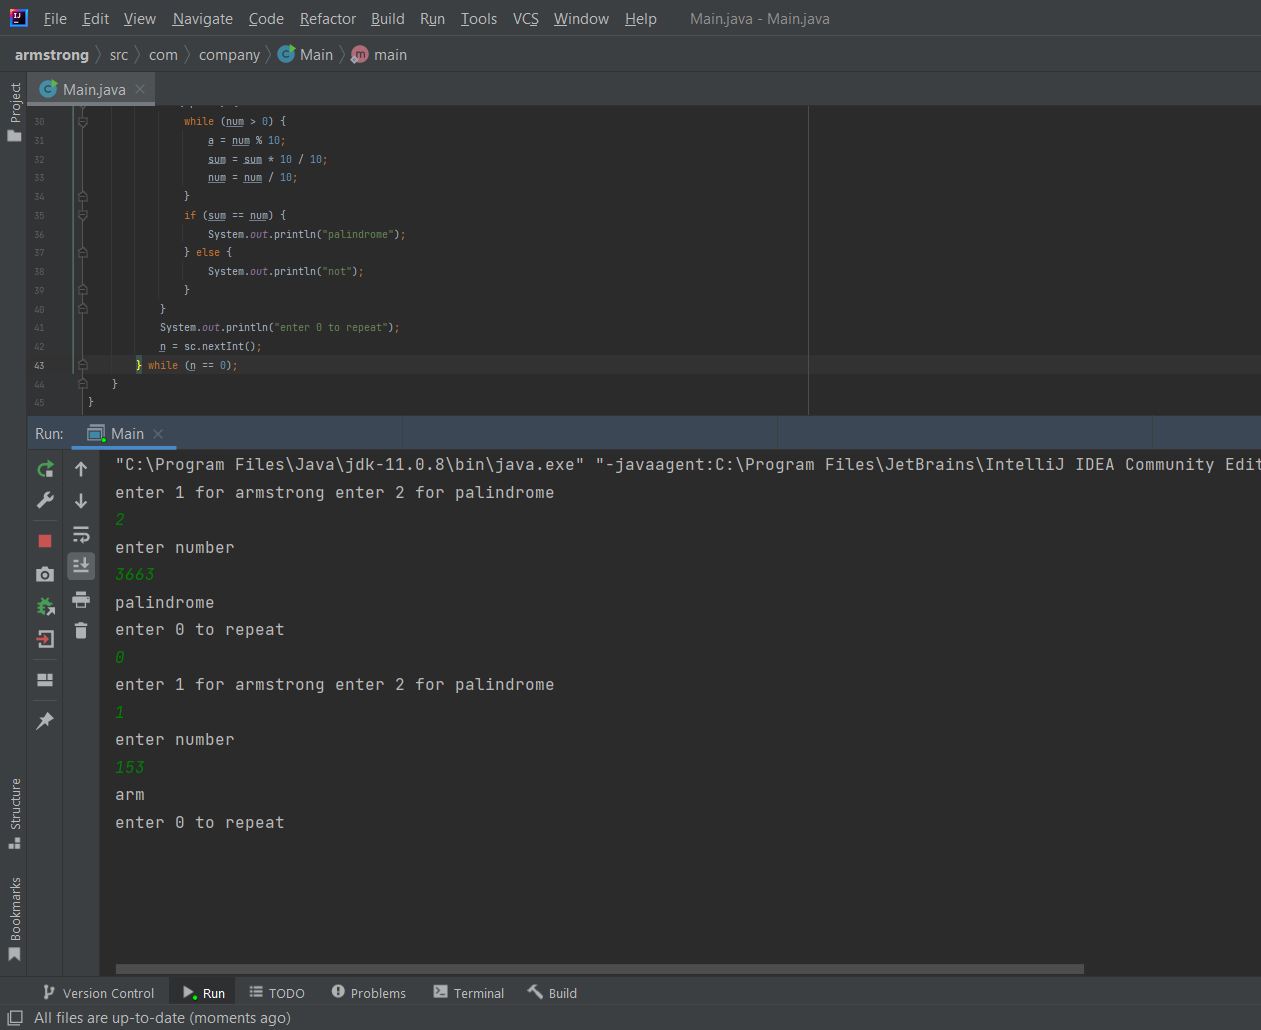 File Edit View Navigate Code Refactor Build Run Tools VCS Window Help Main.java - Main.java
armstrong src com company Main main
Project
Main.java
30 while (num > 0) {
31 a = num % 10;
32 sum = sum * 10 / 10;
33 num = num / 10;
34 }
35 if (sum == num) {
36 System.out.println("palindrome");
37 } else {
38 System.out.println("not");
39 }
40 }
41 System.out.println("enter 0 to repeat");
42 n = sc.nextInt();
43 } while (n == 0);
44 }
45 }
Run: Main
"C:\Program Files\Java\jdk-11.0.8\bin\java.exe" "-javaagent:C:\Program Files\JetBrains\IntelliJ IDEA Community Edit
enter 1 for armstrong enter 2 for palindrome
2
enter number
3663
palindrome
enter 0 to repeat
0
enter 1 for armstrong enter 2 for palindrome
1
enter number
153
arm
enter 0 to repeat
Structure
Bookmarks
Version Control Run TODO Problems Terminal Build
All files are up-to-date (moments ago)